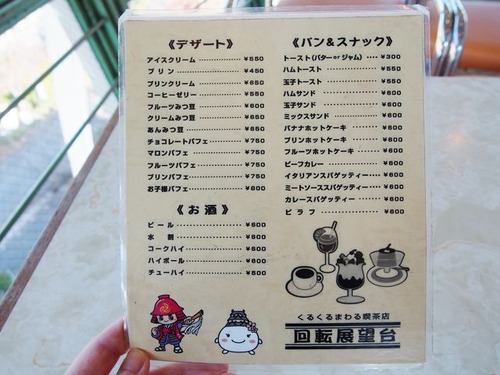 《デザート》
アイスクリーム ………… ¥550
プリン ………… ¥450
プリンクリーム ………… ¥550
コーヒーゼリー ………… ¥550
フルーツみつ豆 ………… ¥600
クリームみつ豆 ………… ¥650
あんみつ豆 ………… ¥650
チョコレートパフェ ………… ¥750
マロンパフェ ………… ¥750
フルーツパフェ ………… ¥750
プリンパフェ ………… ¥750
お子様パフェ ………… ¥600
《お酒》
ビール ………… ¥600
水割 ………… ¥600
コークハイ ………… ¥600
ハイボール ………… ¥600
チューハイ ………… ¥600
《パン&スナック》
トースト(バターorジャム) …… ¥300
ハムトースト ………… ¥550
玉子トースト ………… ¥550
ハムサンド ………… ¥600
玉子サンド ………… ¥600
ミックスサンド ………… ¥600
バナナホットケーキ ………… ¥600
プリンホットケーキ ………… ¥600
フルーツホットケーキ ………… ¥600
ビーフカレー ………… ¥600
イタリアンスパゲッティー …… ¥600
ミートソーススパゲッティー …… ¥600
カレースパゲッティー ………… ¥600
ピラフ ………… ¥600
くるくるまわる喫茶店
回転展望台